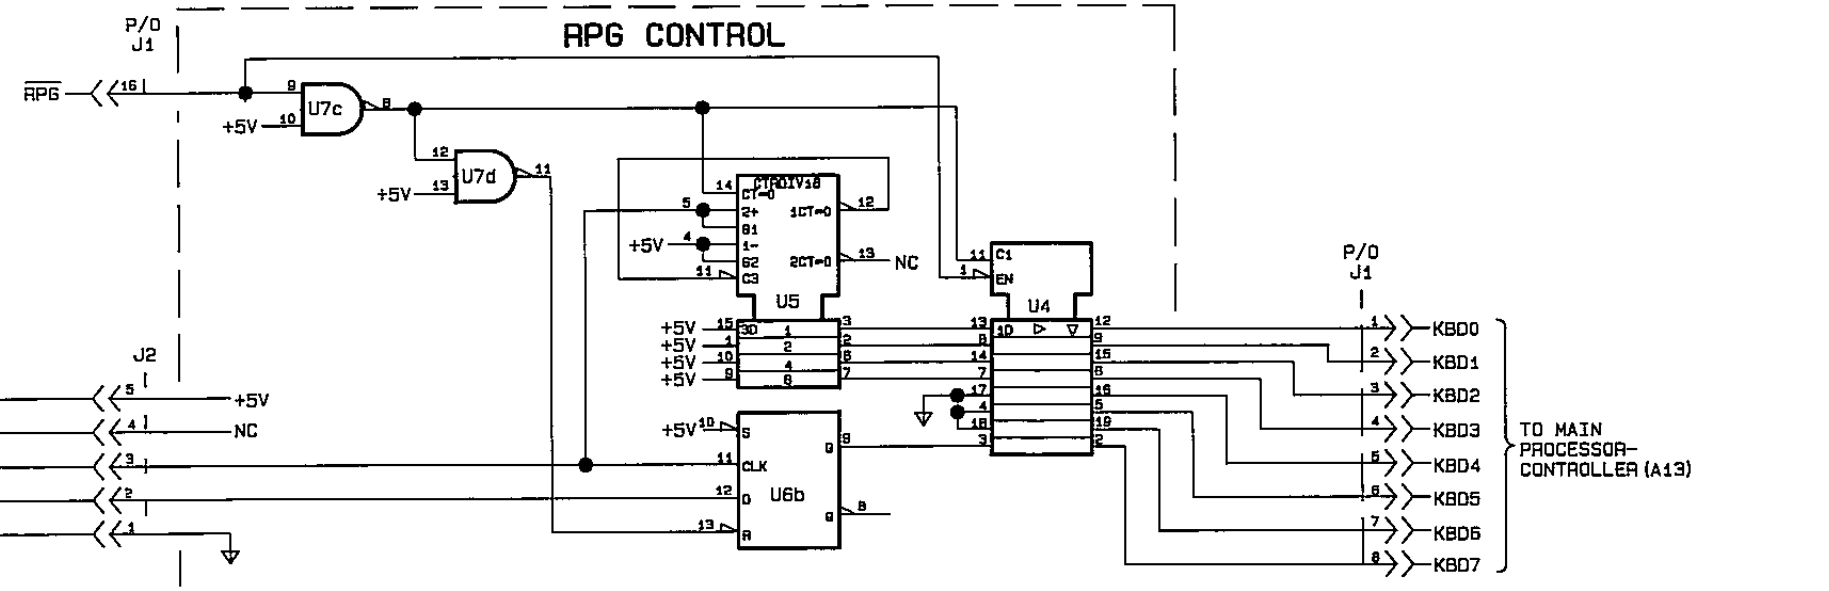 RPG CONTROL
P/O
J1
RPG
16
9
U7c
8
+5V
10
12
U7d
11
+5V
13
14
CTRDIV16
CT=0
5
2+
G1
1CT=0
12
+5V
4
1-
G2
2CT=0
13
NC
11
C3
U5
+5V
15
3D
1
3
+5V
1
2
2
+5V
10
4
6
+5V
9
8
7
11
C1
1
EN
U4
13
1D
12
8
9
14
15
7
6
17
16
4
5
18
19
3
2
+5V
10
S
Q
9
11
CLK
12
D
U6b
13
R
Q
8
J2
5
+5V
4
NC
3
2
1
P/O
J1
1
KBD0
2
KBD1
3
KBD2
4
KBD3
5
KBD4
6
KBD5
7
KBD6
8
KBD7
TO MAIN
PROCESSOR-
CONTROLLER (A13)